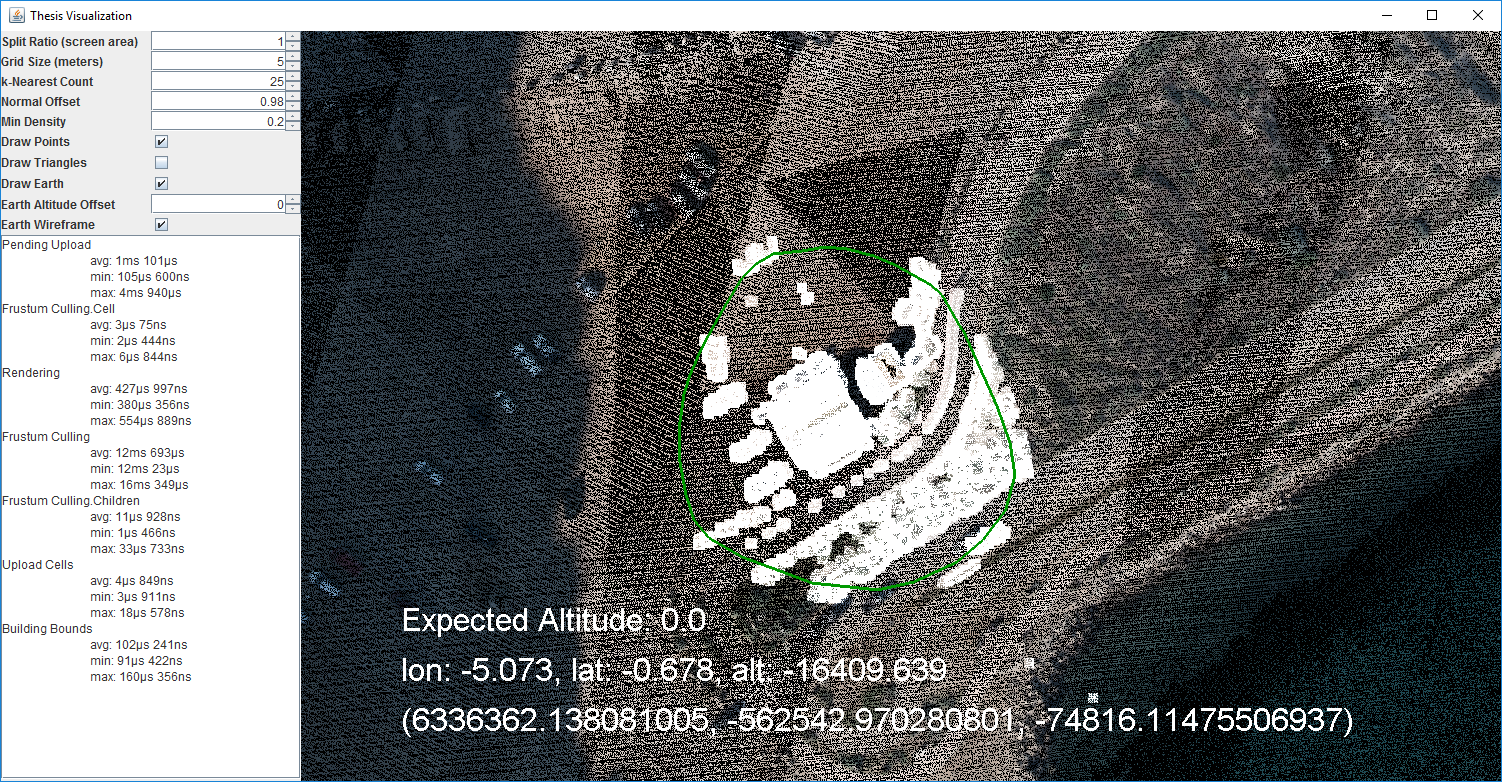 Thesis Visualization
Split Ratio (screen area) 1
Grid Size (meters) 5
k-Nearest Count 25
Normal Offset 0.98
Min Density 0.2
Draw Points
Draw Triangles
Draw Earth
Earth Altitude Offset 0
Earth Wireframe
Pending Upload
avg: 1ms 101µs
min: 105µs 600ns
max: 4ms 940µs
Frustum Culling.Cell
avg: 3µs 75ns
min: 2µs 444ns
max: 6µs 844ns
Rendering
avg: 427µs 997ns
min: 380µs 356ns
max: 554µs 889ns
Frustum Culling
avg: 12ms 693µs
min: 12ms 23µs
max: 16ms 349µs
Frustum Culling.Children
avg: 11µs 928ns
min: 1µs 466ns
max: 33µs 733ns
Upload Cells
avg: 4µs 849ns
min: 3µs 911ns
max: 18µs 578ns
Building Bounds
avg: 102µs 241ns
min: 91µs 422ns
max: 160µs 356ns
Expected Altitude: 0.0
lon: -5.073, lat: -0.678, alt: -16409.639
(6336362.138081005, -562542.970280801, -74816.11475506937)